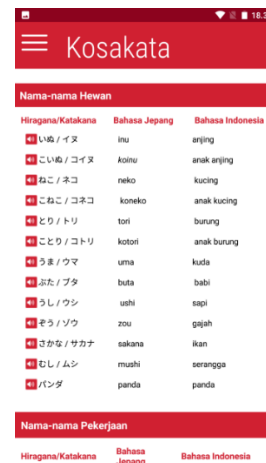 18.3
Kosakata
Nama-nama Hewan
Hiragana/Katakana Bahasa Jepang Bahasa Indonesia
いぬ / イヌ inu anjing
こいぬ / コイヌ koinu anak anjing
ねこ / ネコ neko kucing
こねこ / コネコ koneko anak kucing
とり / トリ tori burung
ことり / コトリ kotori anak burung
うま / ウマ uma kuda
ぶた / ブタ buta babi
うし / ウシ ushi sapi
ぞう / ゾウ zou gajah
さかな / サカナ sakana ikan
むし / ムシ mushi serangga
パンダ panda panda
Nama-nama Pekerjaan
Hiragana/Katakana Bahasa Jepang Bahasa Indonesia